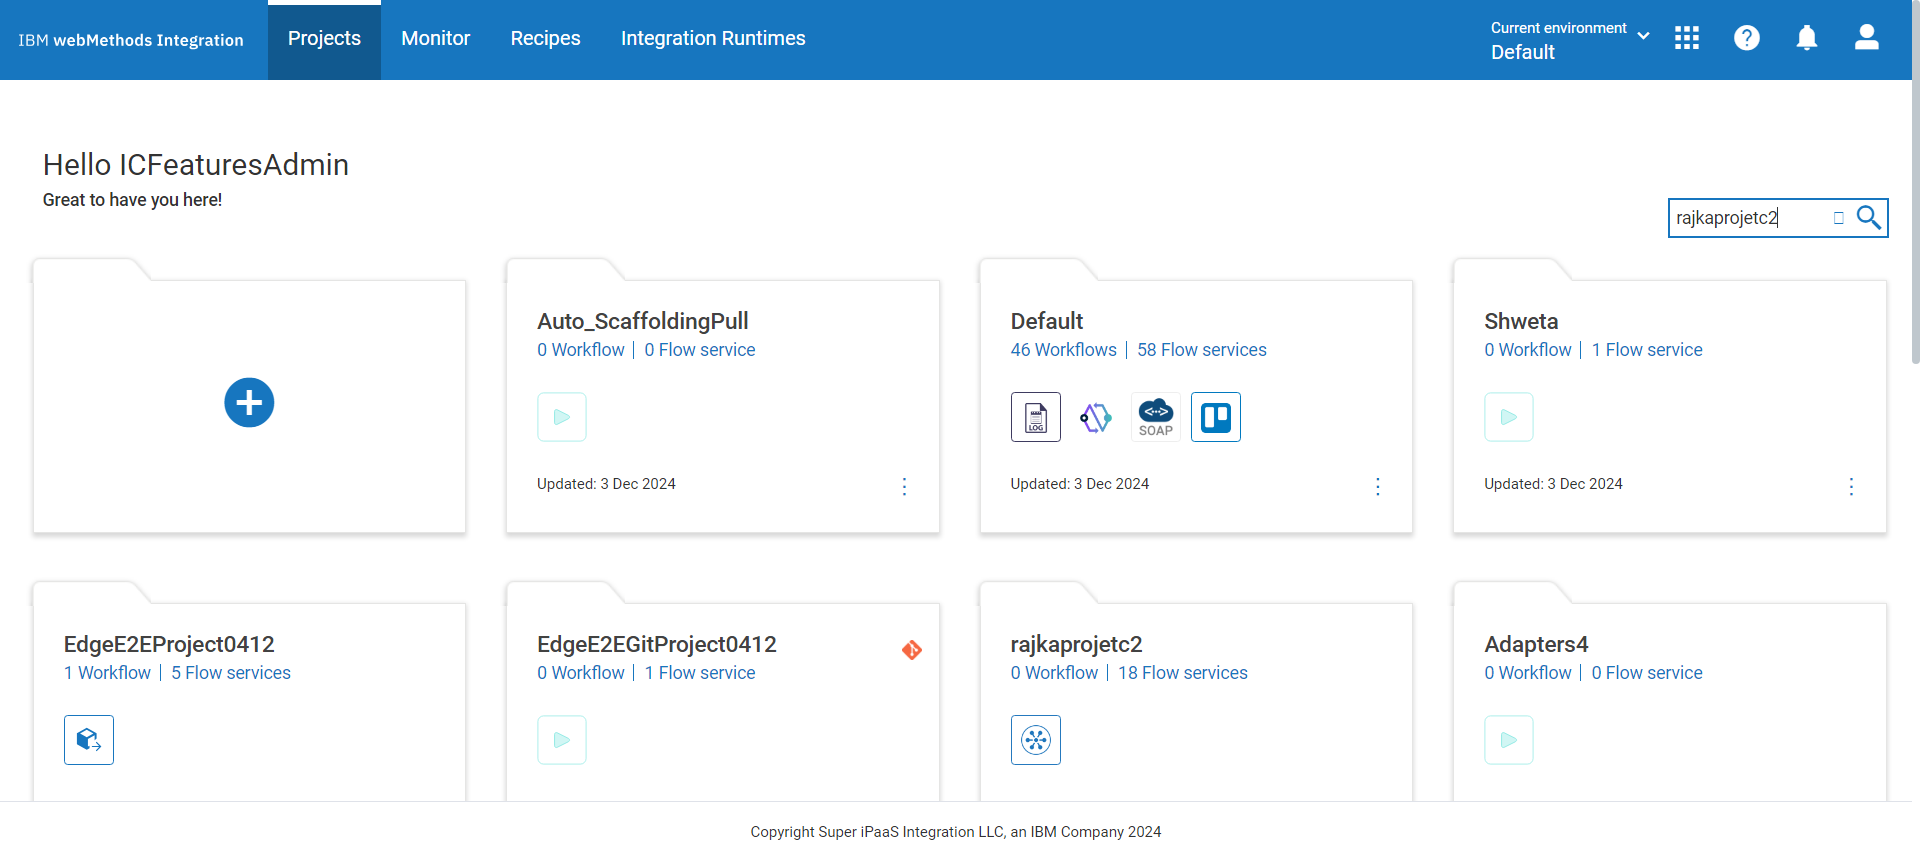 IBM webMethods Integration
Projects
Monitor
Recipes
Integration Runtimes
Current environment
Default
Hello ICFeaturesAdmin
Great to have you here!
rajkaprojetc2
Auto_ScaffoldingPull
0 Workflow | 0 Flow service
Updated: 3 Dec 2024
Default
46 Workflows | 58 Flow services
LOG
SOAP
Updated: 3 Dec 2024
Shweta
0 Workflow | 1 Flow service
Updated: 3 Dec 2024
EdgeE2EProject0412
1 Workflow | 5 Flow services
EdgeE2EGitProject0412
0 Workflow | 1 Flow service
rajkaprojetc2
0 Workflow | 18 Flow services
Adapters4
0 Workflow | 0 Flow service
Copyright Super iPaaS Integration LLC, an IBM Company 2024